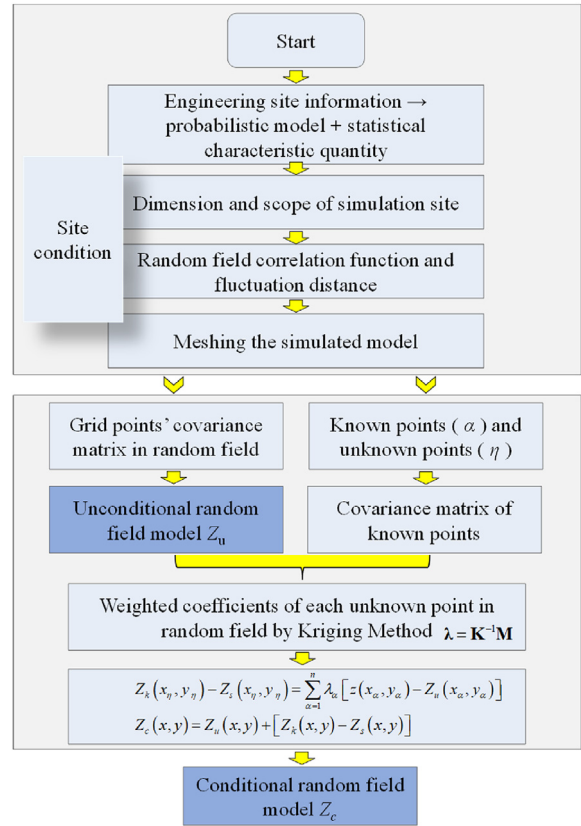 Start
Engineering site information →
probabilistic model + statistical
characteristic quantity
Site
condition
Dimension and scope of simulation site
Random field correlation function and
fluctuation distance
Meshing the simulated model
Grid points' covariance
matrix in random field
Known points ( α ) and
unknown points ( η )
Unconditional random
field model Zu
Covariance matrix of
known points
Weighted coefficients of each unknown point in
random field by Kriging Method λ = K⁻¹M
Z_k(x_η, y_η) − Z_s(x_η, y_η) = ∑_{α=1}^{n} λ_α [z(x_α, y_α) − Z_u(x_α, y_α)]
Z_c(x, y) = Z_u(x, y) + [Z_k(x, y) − Z_s(x, y)]
Conditional random field
model Z_c